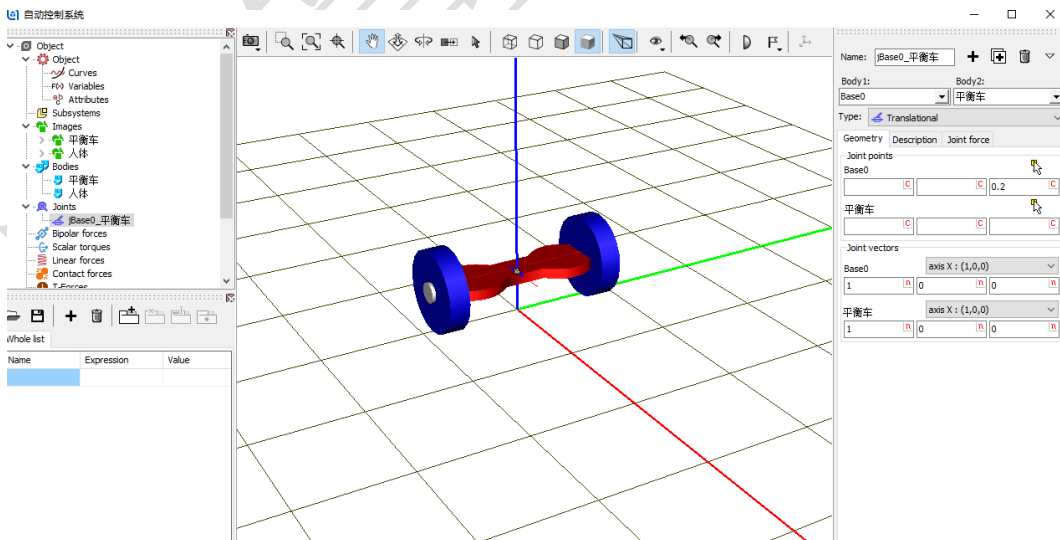 自动控制系统
Object
Object
Curves
F(x) Variables
ab Attributes
Subsystems
Images
平衡车
人体
Bodies
平衡车
人体
Joints
jBase0_平衡车
Bipolar forces
Scalar torques
Linear forces
Contact forces
T-Forces
Whole list
Name Expression Value
Name: jBase0_平衡车
Body1: Body2:
Base0 平衡车
Type: Translational
Geometry Description Joint force
Joint points
Base0
C C 0.2 C
平衡车
C C C
Joint vectors
Base0 axis X : (1,0,0)
1 n 0 n 0 n
平衡车 axis X : (1,0,0)
1 n 0 n 0 n